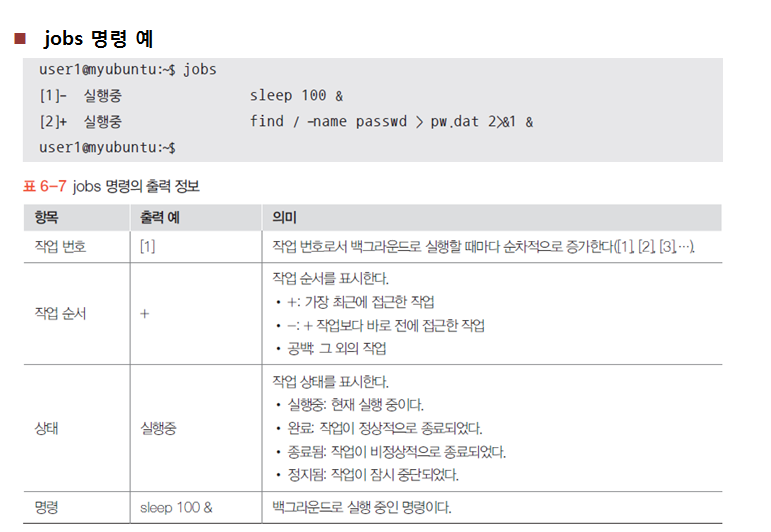 ■ jobs 명령 예
user1@myubuntu:~$ jobs
[1]- 실행중 sleep 100 &
[2]+ 실행중 find / -name passwd > pw.dat 2>&1 &
user1@myubuntu:~$
표 6-7 jobs 명령의 출력 정보
항목 출력 예 의미
작업 번호 [1] 작업 번호로서 백그라운드로 실행할 때마다 순차적으로 증가한다([1], [2], [3],…).
작업 순서 + 작업 순서를 표시한다.
• +: 가장 최근에 접근한 작업
• -: + 작업보다 바로 전에 접근한 작업
• 공백: 그 외의 작업
상태 실행중 작업 상태를 표시한다.
• 실행중: 현재 실행 중이다.
• 완료: 작업이 정상적으로 종료되었다.
• 종료됨: 작업이 비정상적으로 종료되었다.
• 정지됨: 작업이 잠시 중단되었다.
명령 sleep 100 & 백그라운드로 실행 중인 명령이다.